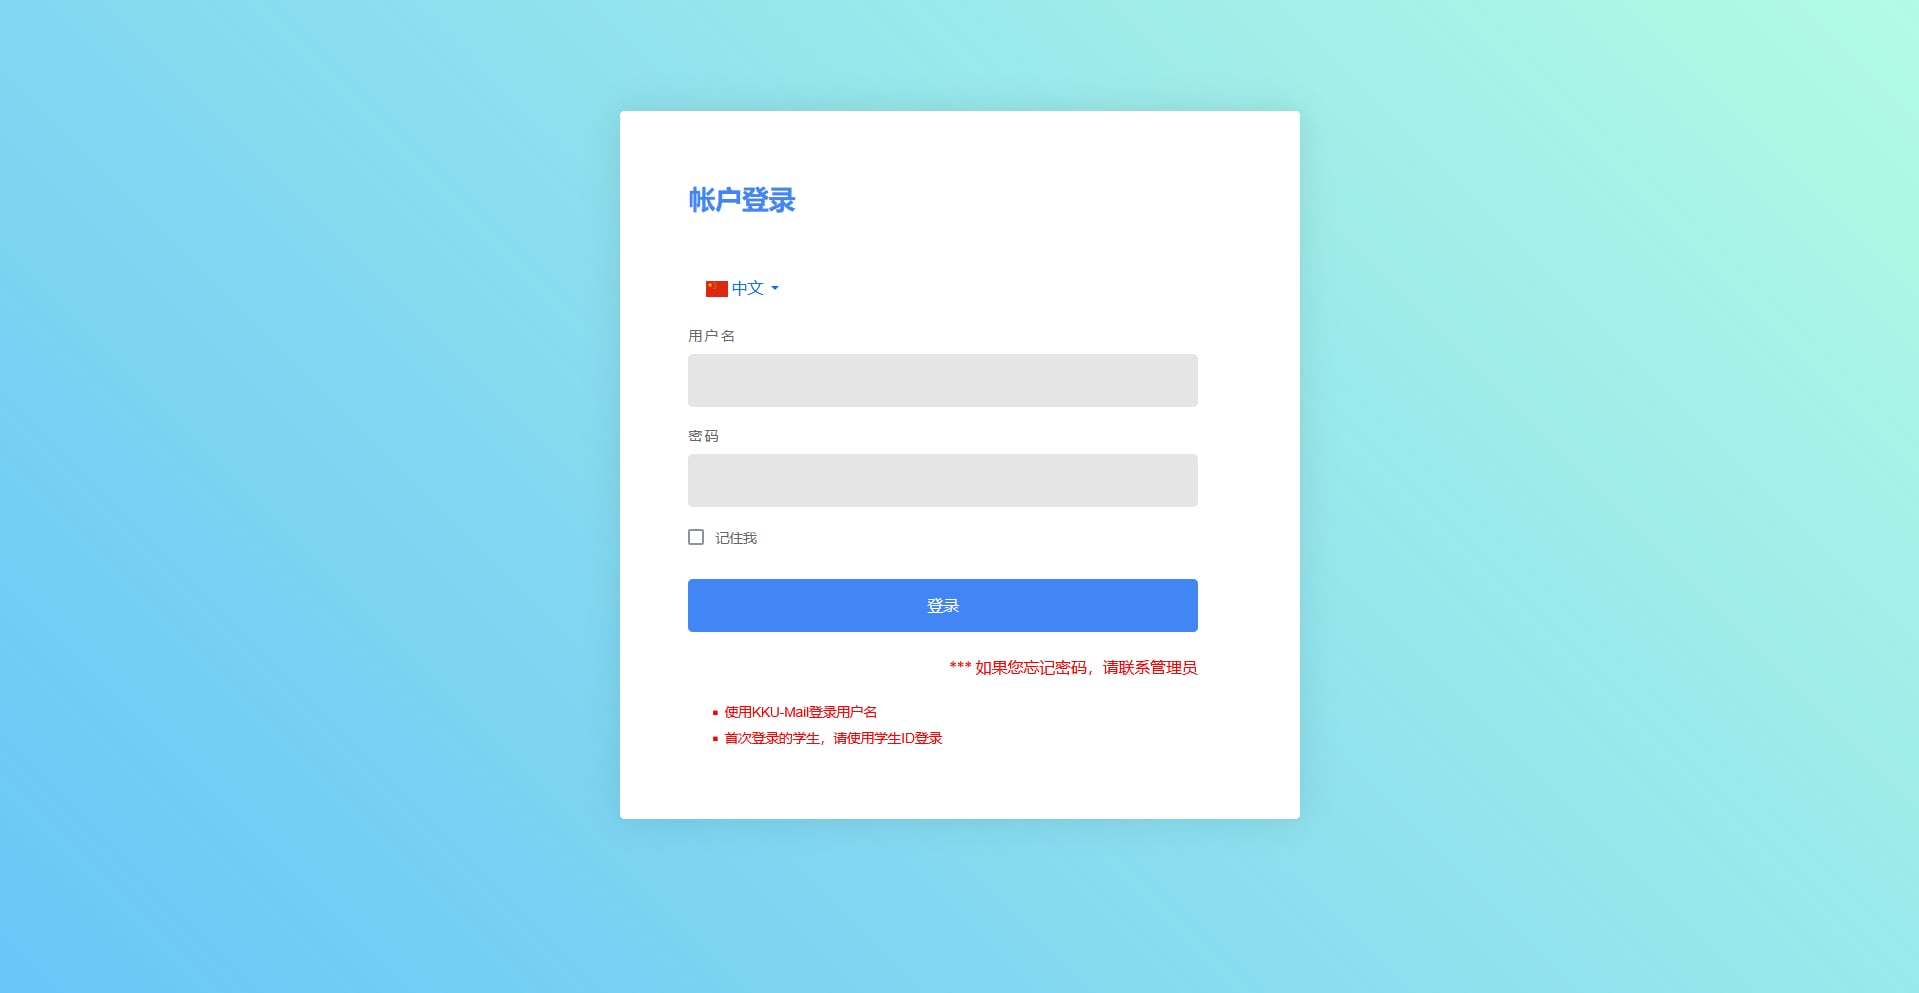 帐户登录
中文
用户名
密码
记住我
登录
*** 如果您忘记密码，请联系管理员
使用KKU-Mail登录用户名
首次登录的学生，请使用学生ID登录